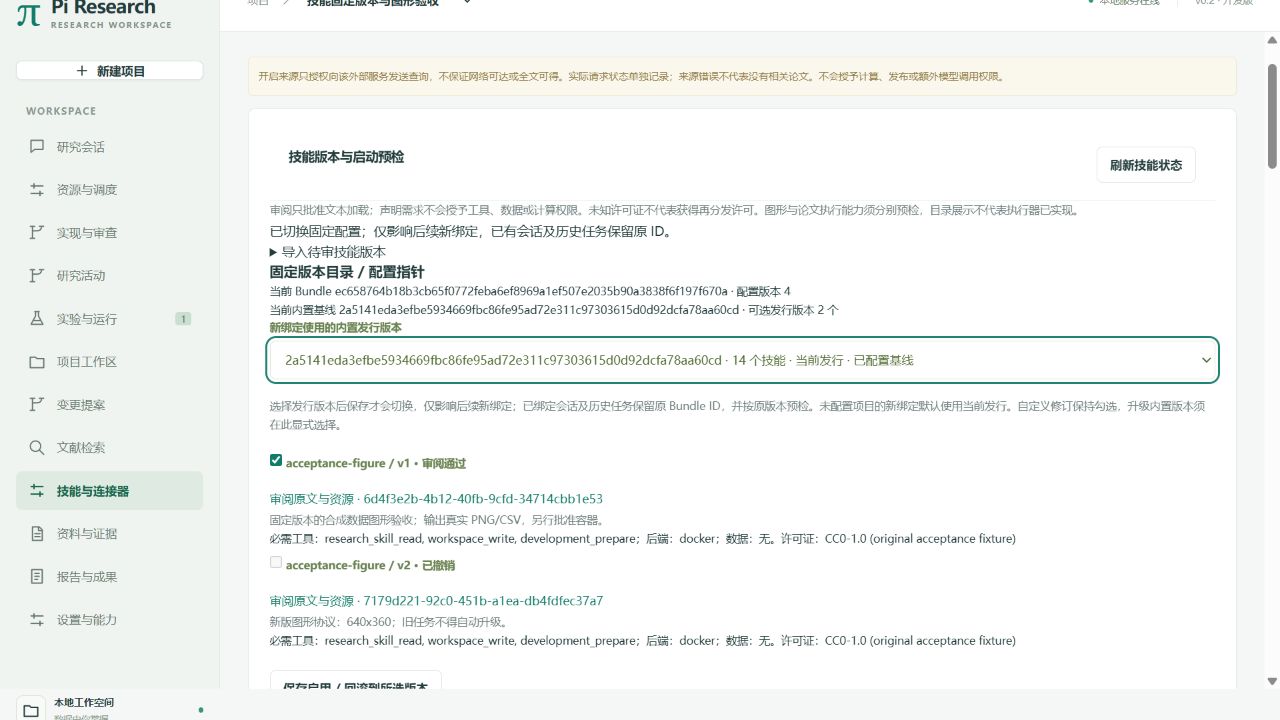 Pi Research
RESEARCH WORKSPACE
项目 / 技能固定版本与图形验收
本地服务在线
v0.2 · 开发版
＋ 新建项目
WORKSPACE
研究会话
资源与调度
实现与审查
研究活动
实验与运行 1
项目工作区
变更提案
文献检索
技能与连接器
资料与证据
报告与成果
设置与能力
本地工作空间
开启来源只授权向该外部服务发送查询，不保证网络可达或全文可得。实际请求状态单独记录；来源错误不代表没有相关论文。不会授予计算、发布或额外模型调用权限。
技能版本与启动预检
刷新技能状态
审阅只批准文本加载；声明需求不会授予工具、数据或计算权限。未知许可证不代表获得再分发许可。图形与论文执行能力须分别预检，目录展示不代表执行器已实现。
已切换固定配置；仅影响后续新绑定，已有会话及历史任务保留原 ID。
▶ 导入待审技能版本
固定版本目录 / 配置指针
当前 Bundle ec658764b18b3cb65f0772feba6ef8969a1ef507e2035b90a3838f6f197f670a · 配置版本 4
当前内置基线 2a5141eda3efbe5934669fbc86fe95ad72e311c97303615d0d92dcfa78aa60cd · 可选发行版本 2 个
新绑定使用的内置发行版本
2a5141eda3efbe5934669fbc86fe95ad72e311c97303615d0d92dcfa78aa60cd · 14 个技能 · 当前发行 · 已配置基线
选择发行版本后保存才会切换，仅影响后续新绑定；已绑定会话及历史任务保留原 Bundle ID，并按原版本预检。未配置项目的新绑定默认使用当前发行。自定义修订保持勾选，升级内置版本须
在此显式选择。
acceptance-figure / v1 • 审阅通过
审阅原文与资源 · 6d4f3e2b-4b12-40fb-9cfd-34714cbb1e53
固定版本的合成数据图形验收；输出真实 PNG/CSV，另行批准容器。
必需工具：research_skill_read, workspace_write, development_prepare；后端：docker；数据：无。许可证：CC0-1.0 (original acceptance fixture)
acceptance-figure / v2 • 已撤销
审阅原文与资源 · 7179d221-92c0-451b-a1ea-db4fdfec37a7
新版图形协议：640x360；旧任务不得自动升级。
必需工具：research_skill_read, workspace_write, development_prepare；后端：docker；数据：无。许可证：CC0-1.0 (original acceptance fixture)
保存启用 / 回滚到所选版本